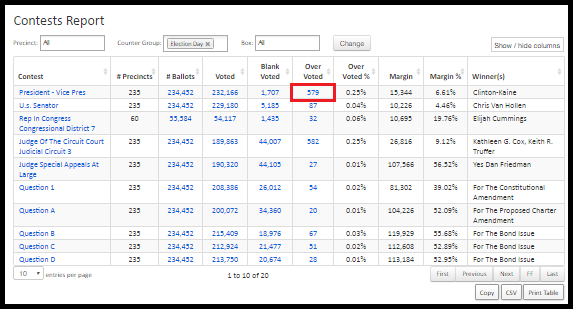 Contests Report
Precinct: All Counter Group: Election Day × Box: All Change Show / hide columns
Contest # Precincts # Ballots Voted Blank Voted Over Voted Over Voted % Margin Margin % Winner(s)
President - Vice Pres 235 234,452 232,166 1,707 579 0.25% 15,344 6.61% Clinton-Kaine
U.s. Senator 235 234,452 229,180 5,185 87 0.04% 10,226 4.46% Chris Van Hollen
Rep In Congress 60 55,584 54,117 1,435 32 0.06% 10,695 19.76% Elijah Cummings
Congressional District 7
Judge Of The Circuit Court 235 234,452 189,863 44,007 582 0.25% 26,816 9.12% Kathleen G. Cox, Keith R.
Judicial Circuit 3 Truffer
Judge Special Appeals At 235 234,452 190,320 44,105 27 0.01% 107,566 56.52% Yes Dan Friedman
Large
Question 1 235 234,452 208,386 26,012 54 0.02% 81,302 39.02% For The Constitutional
Amendment
Question A 235 234,452 200,072 34,360 20 0.01% 104,226 52.09% For The Proposed Charter
Amendment
Question B 235 234,452 215,409 18,976 67 0.03% 119,929 55.68% For The Bond Issue
Question C 235 234,452 212,924 21,477 51 0.02% 112,608 52.89% For The Bond Issue
Question D 235 234,452 213,750 20,674 28 0.01% 113,184 52.95% For The Bond Issue
10 entries per page 1 to 10 of 20 First Previous Next FF Last
Copy CSV Print Table